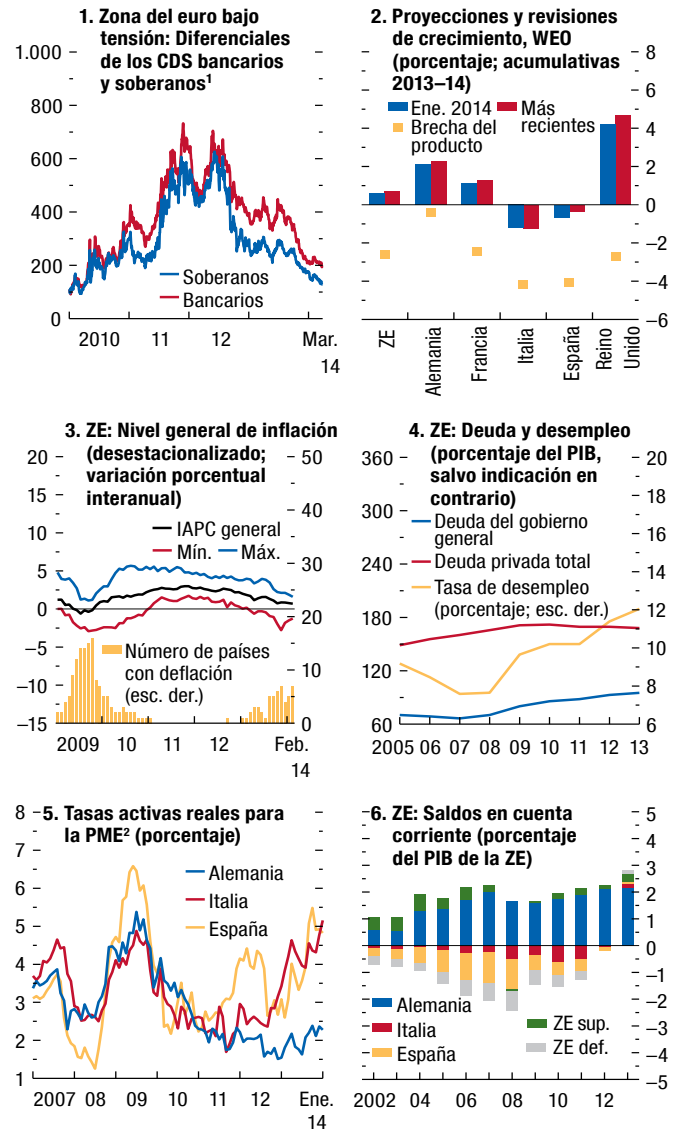 1. Zona del euro bajo
tensión: Diferenciales
de los CDS bancarios
y soberanos¹
1.000
800
600
400
200
0
Soberanos
Bancarios
2010 11 12 Mar.
14
2. Proyecciones y revisiones
de crecimiento, WEO
(porcentaje; acumulativas
2013–14)
Ene. 2014
Más
recientes
Brecha del
producto
8
6
4
2
0
−2
−4
−6
ZE
Alemania
Francia
Italia
España
Reino
Unido
3. ZE: Nivel general de inflación
(desestacionalizado;
variación porcentual
interanual)
20
15
10
5
0
−5
−10
−15
50
40
30
20
10
0
IAPC general
Mín. Máx.
Número de países
con deflación
(esc. der.)
2009 10 11 12 Feb.
14
4. ZE: Deuda y desempleo
(porcentaje del PIB,
salvo indicación en
contrario)
360
300
240
180
120
60
20
18
16
14
12
10
8
6
Deuda del gobierno
general
Deuda privada total
Tasa de desempleo
(porcentaje; esc. der.)
2005 06 07 08 09 10 11 12 13
5. Tasas activas reales para
la PME² (porcentaje)
8
7
6
5
4
3
2
1
Alemania
Italia
España
2007 08 09 10 11 12 Ene.
14
6. ZE: Saldos en cuenta
corriente (porcentaje
del PIB de la ZE)
5
4
3
2
1
0
−1
−2
−3
−4
−5
Alemania
Italia
España
ZE sup.
ZE def.
2002 04 06 08 10 12